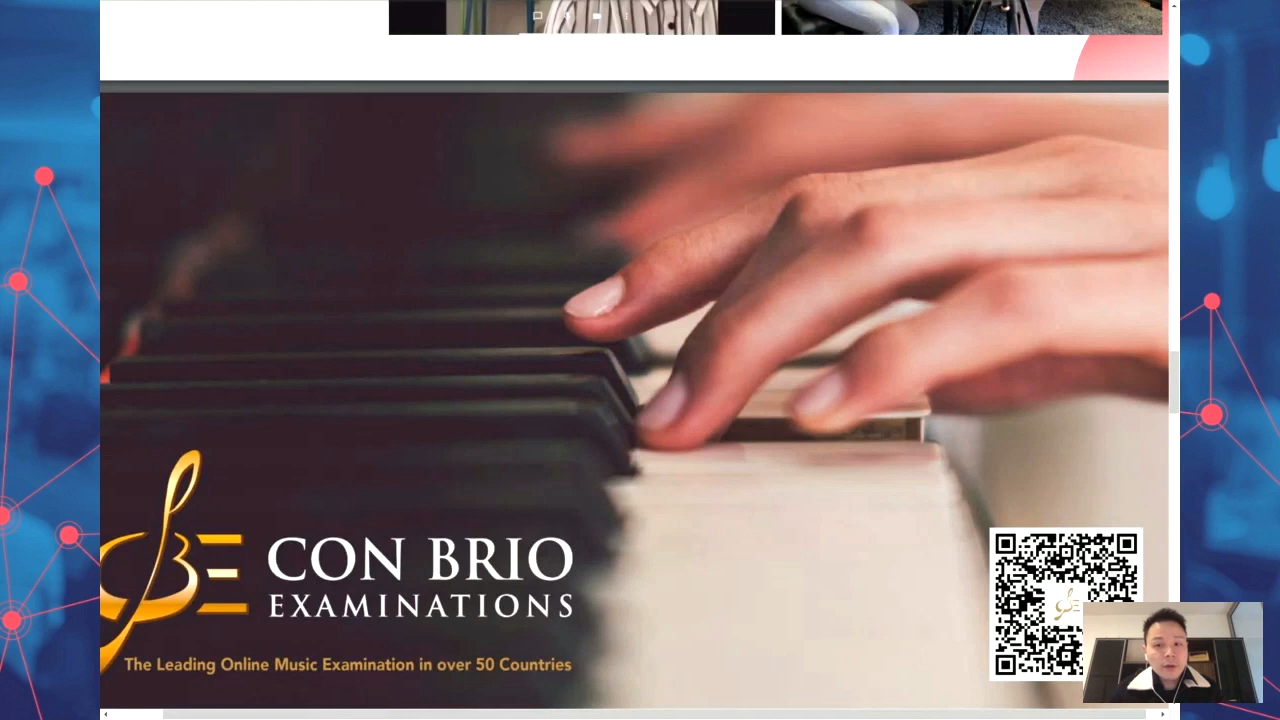 CON BRIO
EXAMINATIONS
The Leading Online Music Examination in over 50 Countries